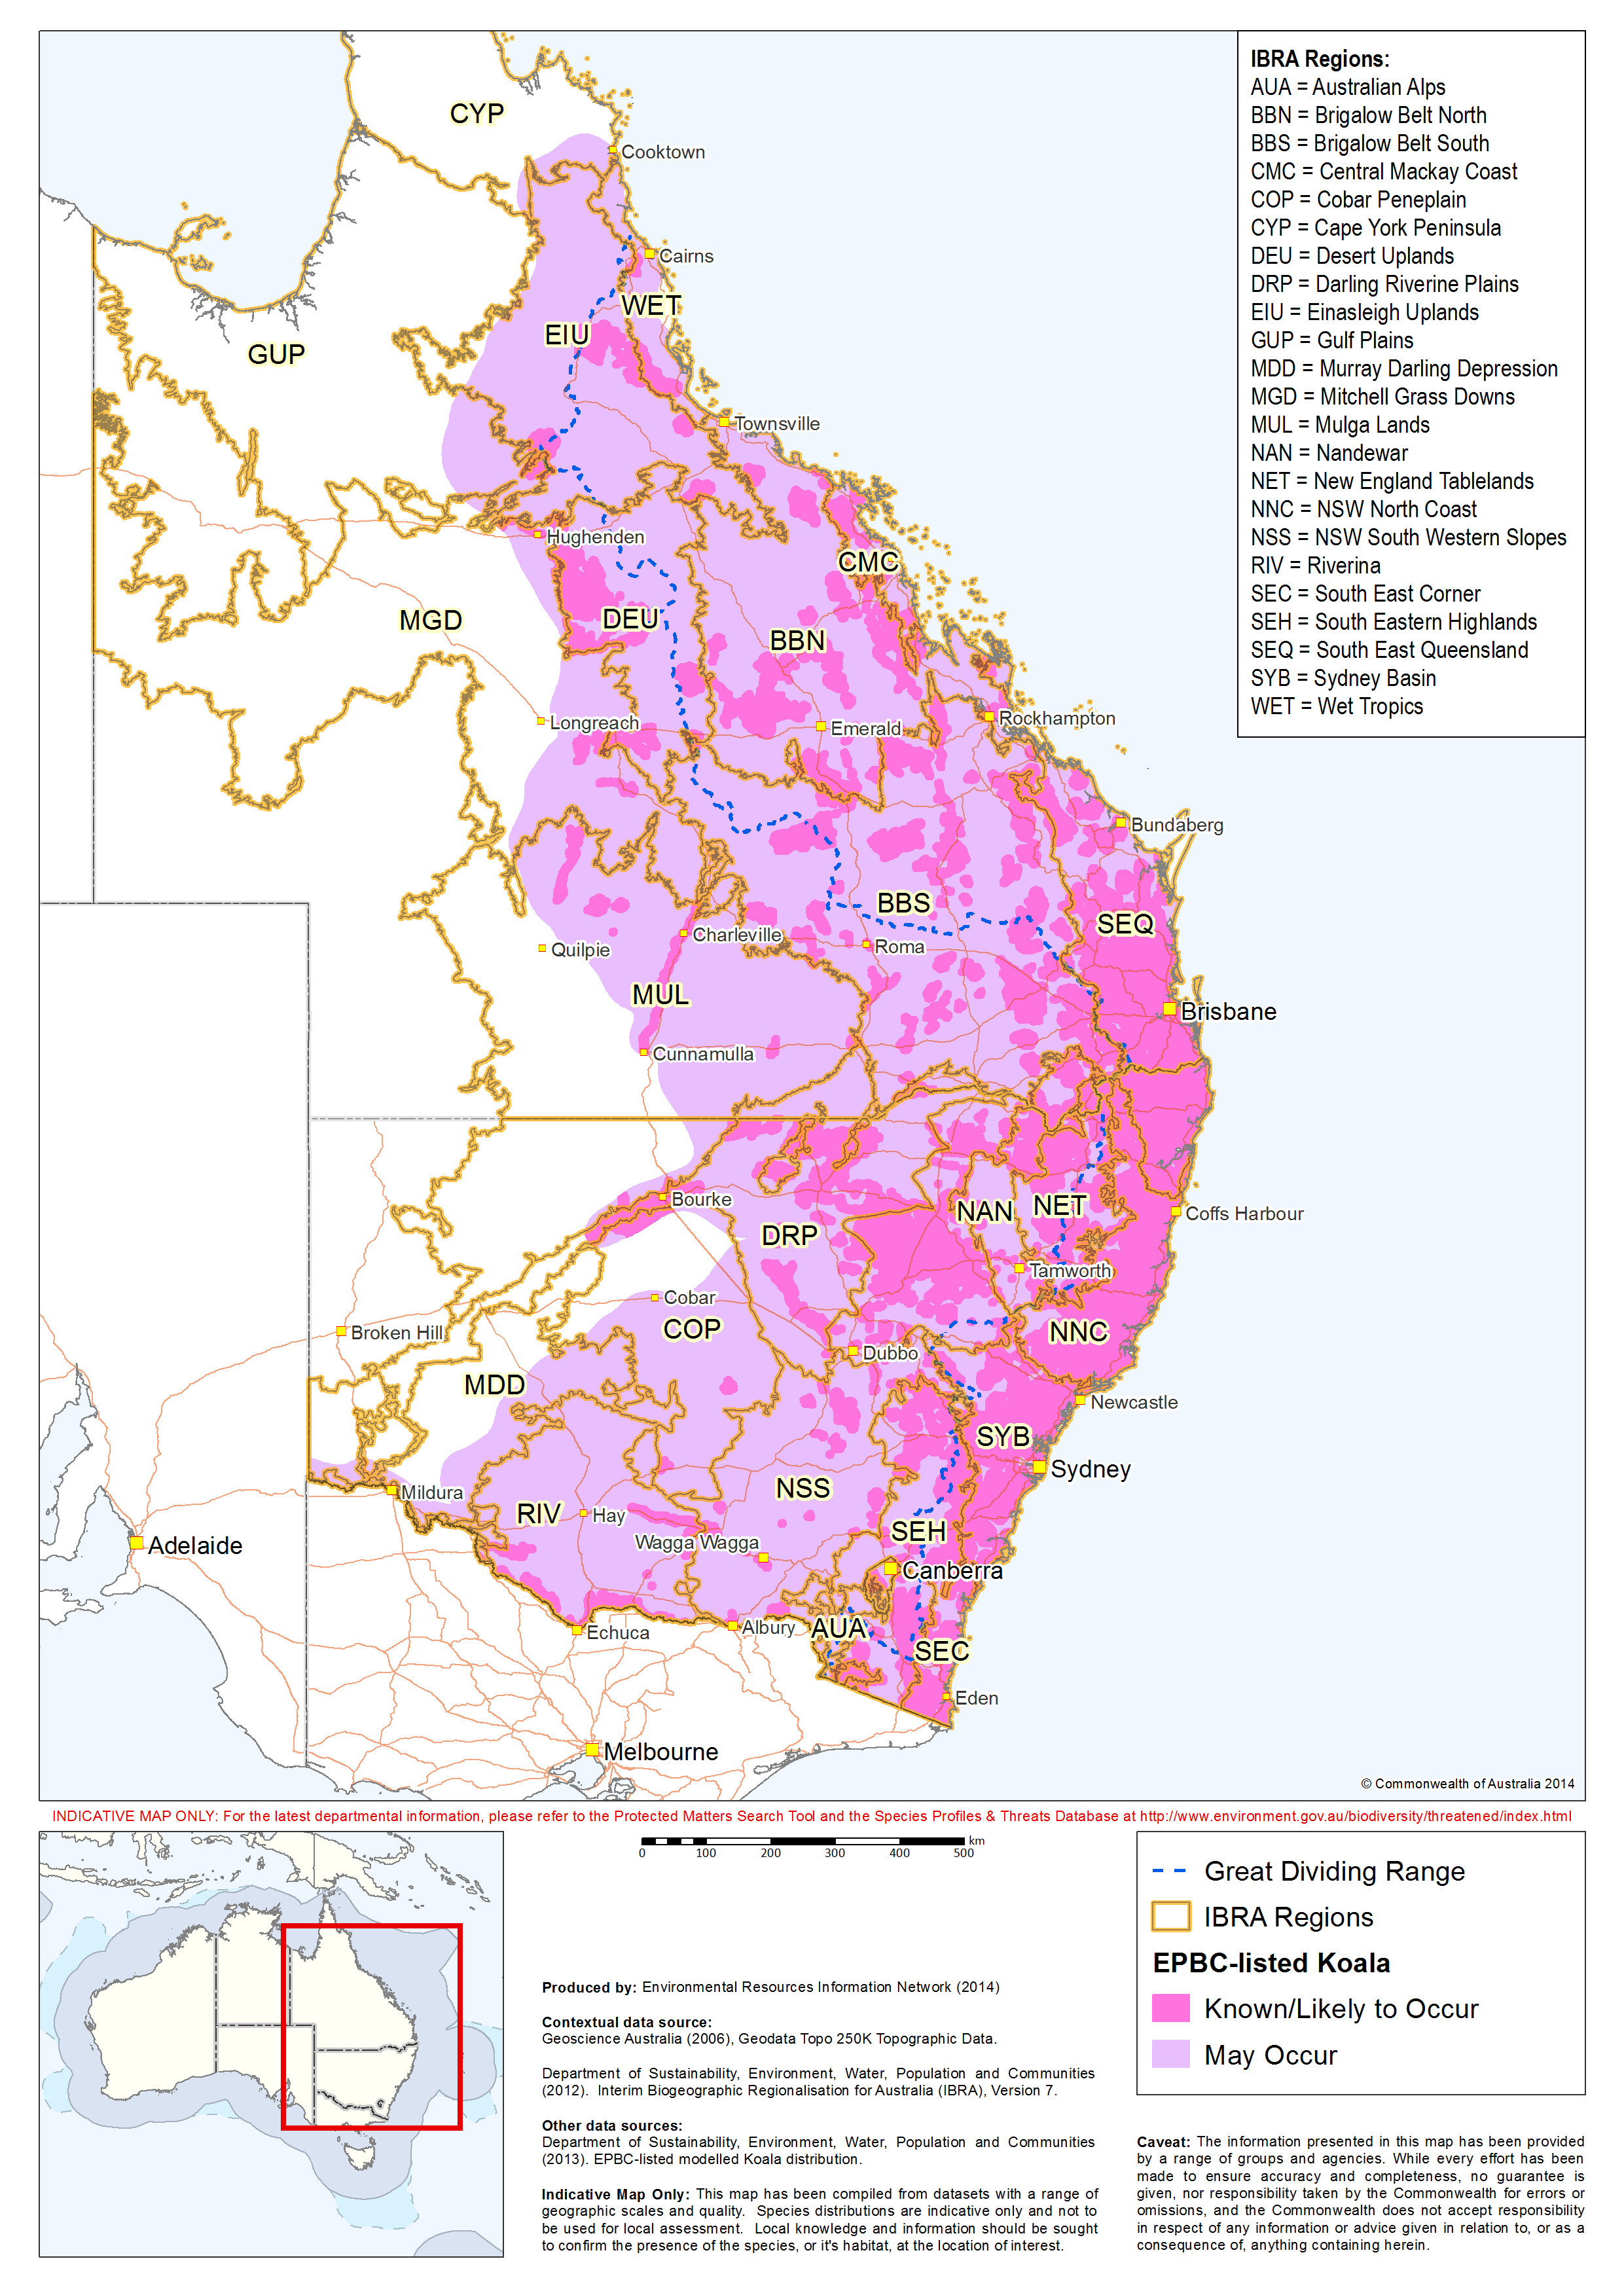 IBRA Regions:
AUA = Australian Alps
BBN = Brigalow Belt North
BBS = Brigalow Belt South
CMC = Central Mackay Coast
COP = Cobar Peneplain
CYP = Cape York Peninsula
DEU = Desert Uplands
DRP = Darling Riverine Plains
EIU = Einasleigh Uplands
GUP = Gulf Plains
MDD = Murray Darling Depression
MGD = Mitchell Grass Downs
MUL = Mulga Lands
NAN = Nandewar
NET = New England Tablelands
NNC = NSW North Coast
NSS = NSW South Western Slopes
RIV = Riverina
SEC = South East Corner
SEH = South Eastern Highlands
SEQ = South East Queensland
SYB = Sydney Basin
WET = Wet Tropics
CYP
Cooktown
Cairns
WET
EIU
GUP
Townsville
Hughenden
CMC
DEU
MGD
BBN
Longreach
Rockhampton
Emerald
Bundaberg
BBS
SEQ
Charleville
Roma
Quilpie
MUL
Brisbane
Cunnamulla
Bourke
NAN
NET
Coffs Harbour
DRP
Tamworth
Cobar
COP
Broken Hill
NNC
Dubbo
MDD
Newcastle
SYB
Sydney
NSS
Mildura
RIV
Hay
SEH
Wagga Wagga
Adelaide
Canberra
AUA
Albury
Echuca
SEC
Eden
Melbourne
© Commonwealth of Australia 2014
INDICATIVE MAP ONLY: For the latest departmental information, please refer to the Protected Matters Search Tool and the Species Profiles & Threats Database at http://www.environment.gov.au/biodiversity/threatened/index.html
km
0 100 200 300 400 500
Great Dividing Range
IBRA Regions
EPBC-listed Koala
Known/Likely to Occur
May Occur
Produced by: Environmental Resources Information Network (2014)
Contextual data source:
Geoscience Australia (2006), Geodata Topo 250K Topographic Data.
Department of Sustainability, Environment, Water, Population and Communities
(2012). Interim Biogeographic Regionalisation for Australia (IBRA), Version 7.
Other data sources:
Department of Sustainability, Environment, Water, Population and Communities
(2013). EPBC-listed modelled Koala distribution.
Indicative Map Only: This map has been compiled from datasets with a range of
geographic scales and quality. Species distributions are indicative only and not to
be used for local assessment. Local knowledge and information should be sought
to confirm the presence of the species, or it's habitat, at the location of interest.
Caveat: The information presented in this map has been provided
by a range of groups and agencies. While every effort has been
made to ensure accuracy and completeness, no guarantee is
given, nor responsibility taken by the Commonwealth for errors or
omissions, and the Commonwealth does not accept responsibility
in respect of any information or advice given in relation to, or as a
consequence of, anything containing herein.